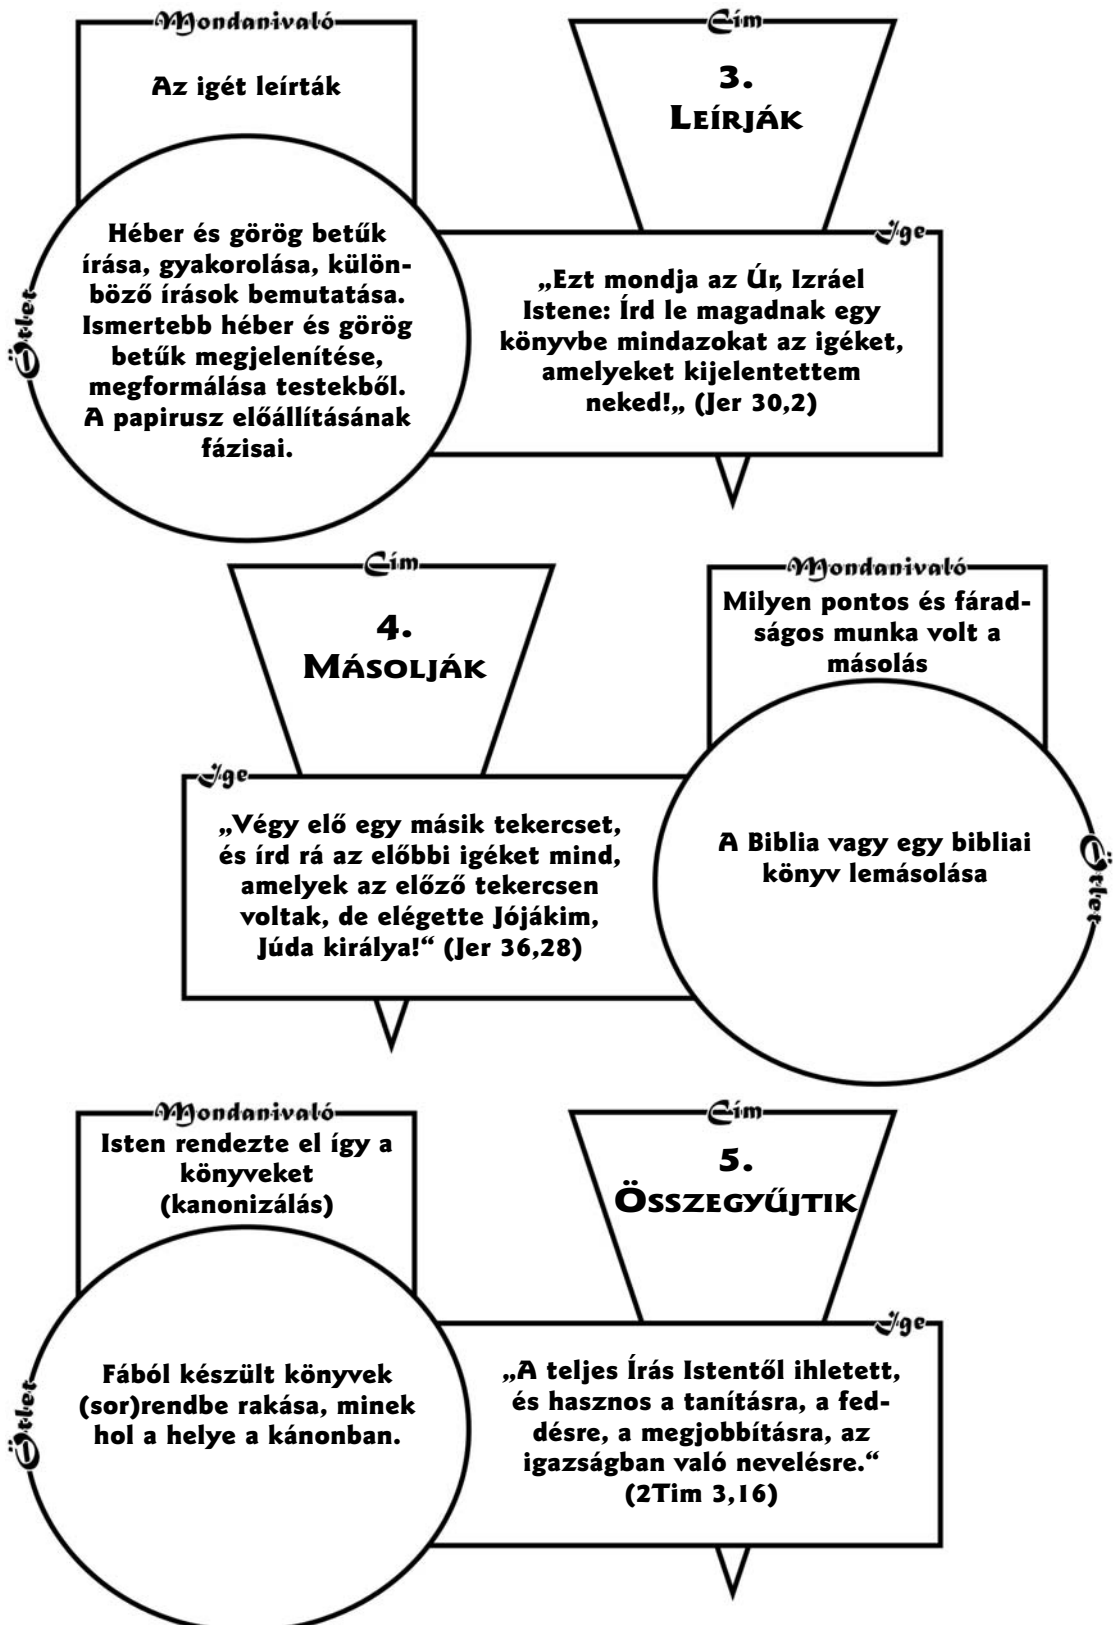 Mondanivaló
Az igét leírták
Cím
3.
LEÍRJÁK
Ötlet
Héber és görög betűk
írása, gyakorolása, külön-
böző írások bemutatása.
Ismertebb héber és görög
betűk megjelenítése,
megformálása testekből.
A papirusz előállításának
fázisai.
Ige
„Ezt mondja az Úr, Izráel
Istene: Írd le magadnak egy
könyvbe mindazokat az igéket,
amelyeket kijelentettem
neked!„ (Jer 30,2)
Cím
4.
MÁSOLJÁK
Mondanivaló
Milyen pontos és fárad-
ságos munka volt a
másolás
Ige
„Végy elő egy másik tekercset,
és írd rá az előbbi igéket mind,
amelyek az előző tekercsen
voltak, de elégette Jójákim,
Júda királya!“ (Jer 36,28)
Ötlet
A Biblia vagy egy bibliai
könyv lemásolása
Mondanivaló
Isten rendezte el így a
könyveket
(kanonizálás)
Cím
5.
ÖSSZEGYŰJTIK
Ötlet
Fából készült könyvek
(sor)rendbe rakása, minek
hol a helye a kánonban.
Ige
„A teljes Írás Istentől ihletett,
és hasznos a tanításra, a fed-
désre, a megjobbításra, az
igazságban való nevelésre.“
(2Tim 3,16)